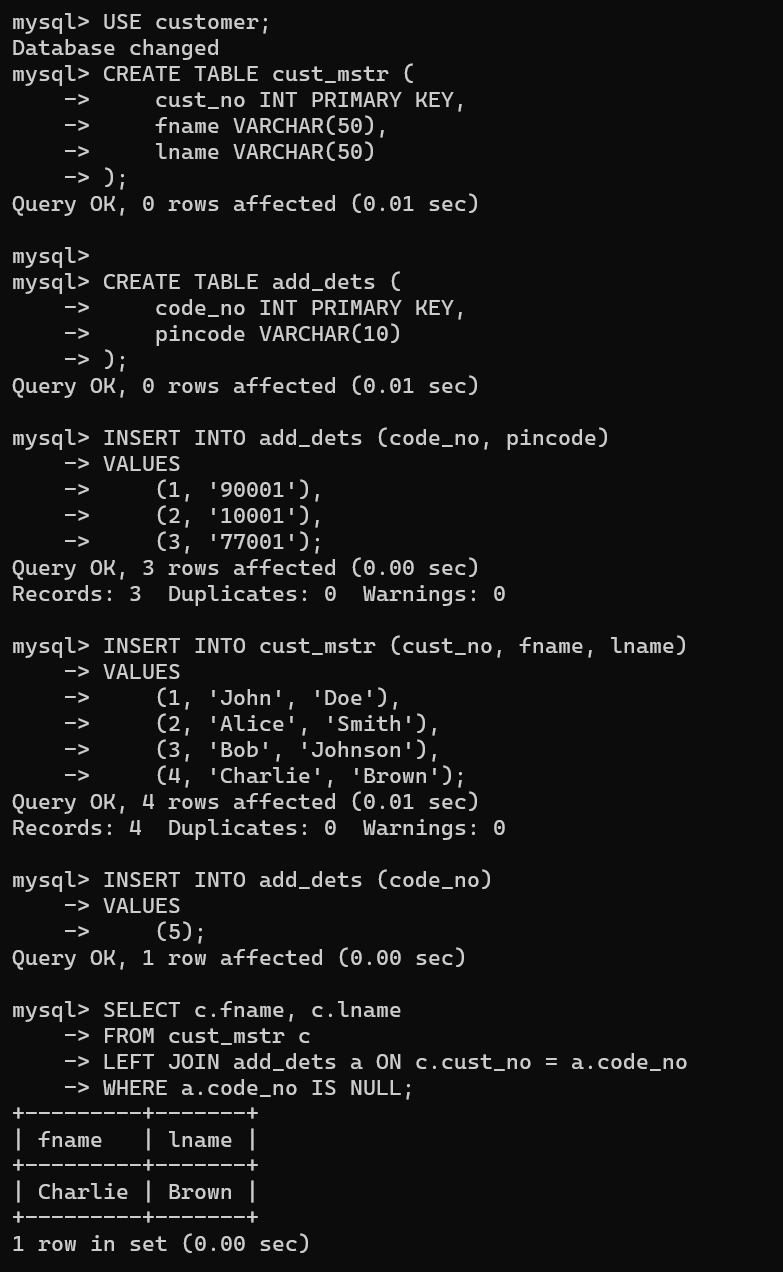 mysql> USE customer;
Database changed
mysql> CREATE TABLE cust_mstr (
    ->     cust_no INT PRIMARY KEY,
    ->     fname VARCHAR(50),
    ->     lname VARCHAR(50)
    -> );
Query OK, 0 rows affected (0.01 sec)

mysql>
mysql> CREATE TABLE add_dets (
    ->     code_no INT PRIMARY KEY,
    ->     pincode VARCHAR(10)
    -> );
Query OK, 0 rows affected (0.01 sec)

mysql> INSERT INTO add_dets (code_no, pincode)
    -> VALUES
    ->     (1, '90001'),
    ->     (2, '10001'),
    ->     (3, '77001');
Query OK, 3 rows affected (0.00 sec)
Records: 3  Duplicates: 0  Warnings: 0

mysql> INSERT INTO cust_mstr (cust_no, fname, lname)
    -> VALUES
    ->     (1, 'John', 'Doe'),
    ->     (2, 'Alice', 'Smith'),
    ->     (3, 'Bob', 'Johnson'),
    ->     (4, 'Charlie', 'Brown');
Query OK, 4 rows affected (0.01 sec)
Records: 4  Duplicates: 0  Warnings: 0

mysql> INSERT INTO add_dets (code_no)
    -> VALUES
    ->     (5);
Query OK, 1 row affected (0.00 sec)

mysql> SELECT c.fname, c.lname
    -> FROM cust_mstr c
    -> LEFT JOIN add_dets a ON c.cust_no = a.code_no
    -> WHERE a.code_no IS NULL;
+---------+-------+
| fname   | lname |
+---------+-------+
| Charlie | Brown |
+---------+-------+
1 row in set (0.00 sec)